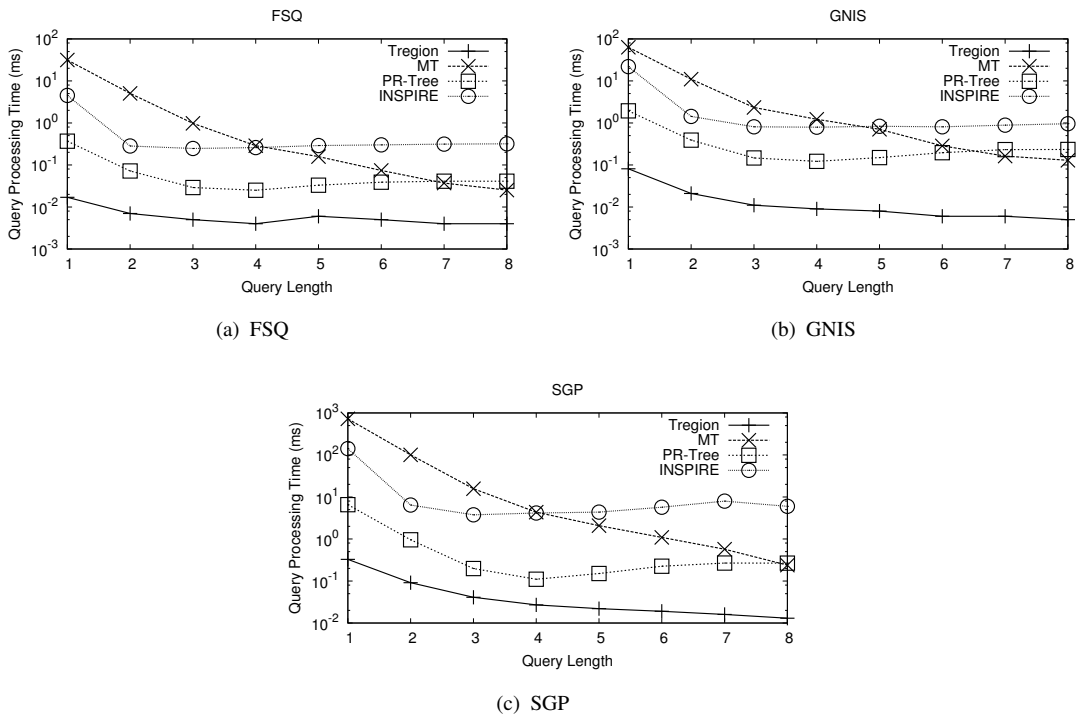 FSQ
Query Processing Time (ms)
10^2
10^1
10^0
10^-1
10^-2
10^-3
Tregion
MT
PR-Tree
INSPIRE
1 2 3 4 5 6 7 8
Query Length
(a) FSQ
GNIS
Query Processing Time (ms)
10^2
10^1
10^0
10^-1
10^-2
10^-3
Tregion
MT
PR-Tree
INSPIRE
1 2 3 4 5 6 7 8
Query Length
(b) GNIS
SGP
Query Processing Time (ms)
10^3
10^2
10^1
10^0
10^-1
10^-2
Tregion
MT
PR-Tree
INSPIRE
1 2 3 4 5 6 7 8
Query Length
(c) SGP